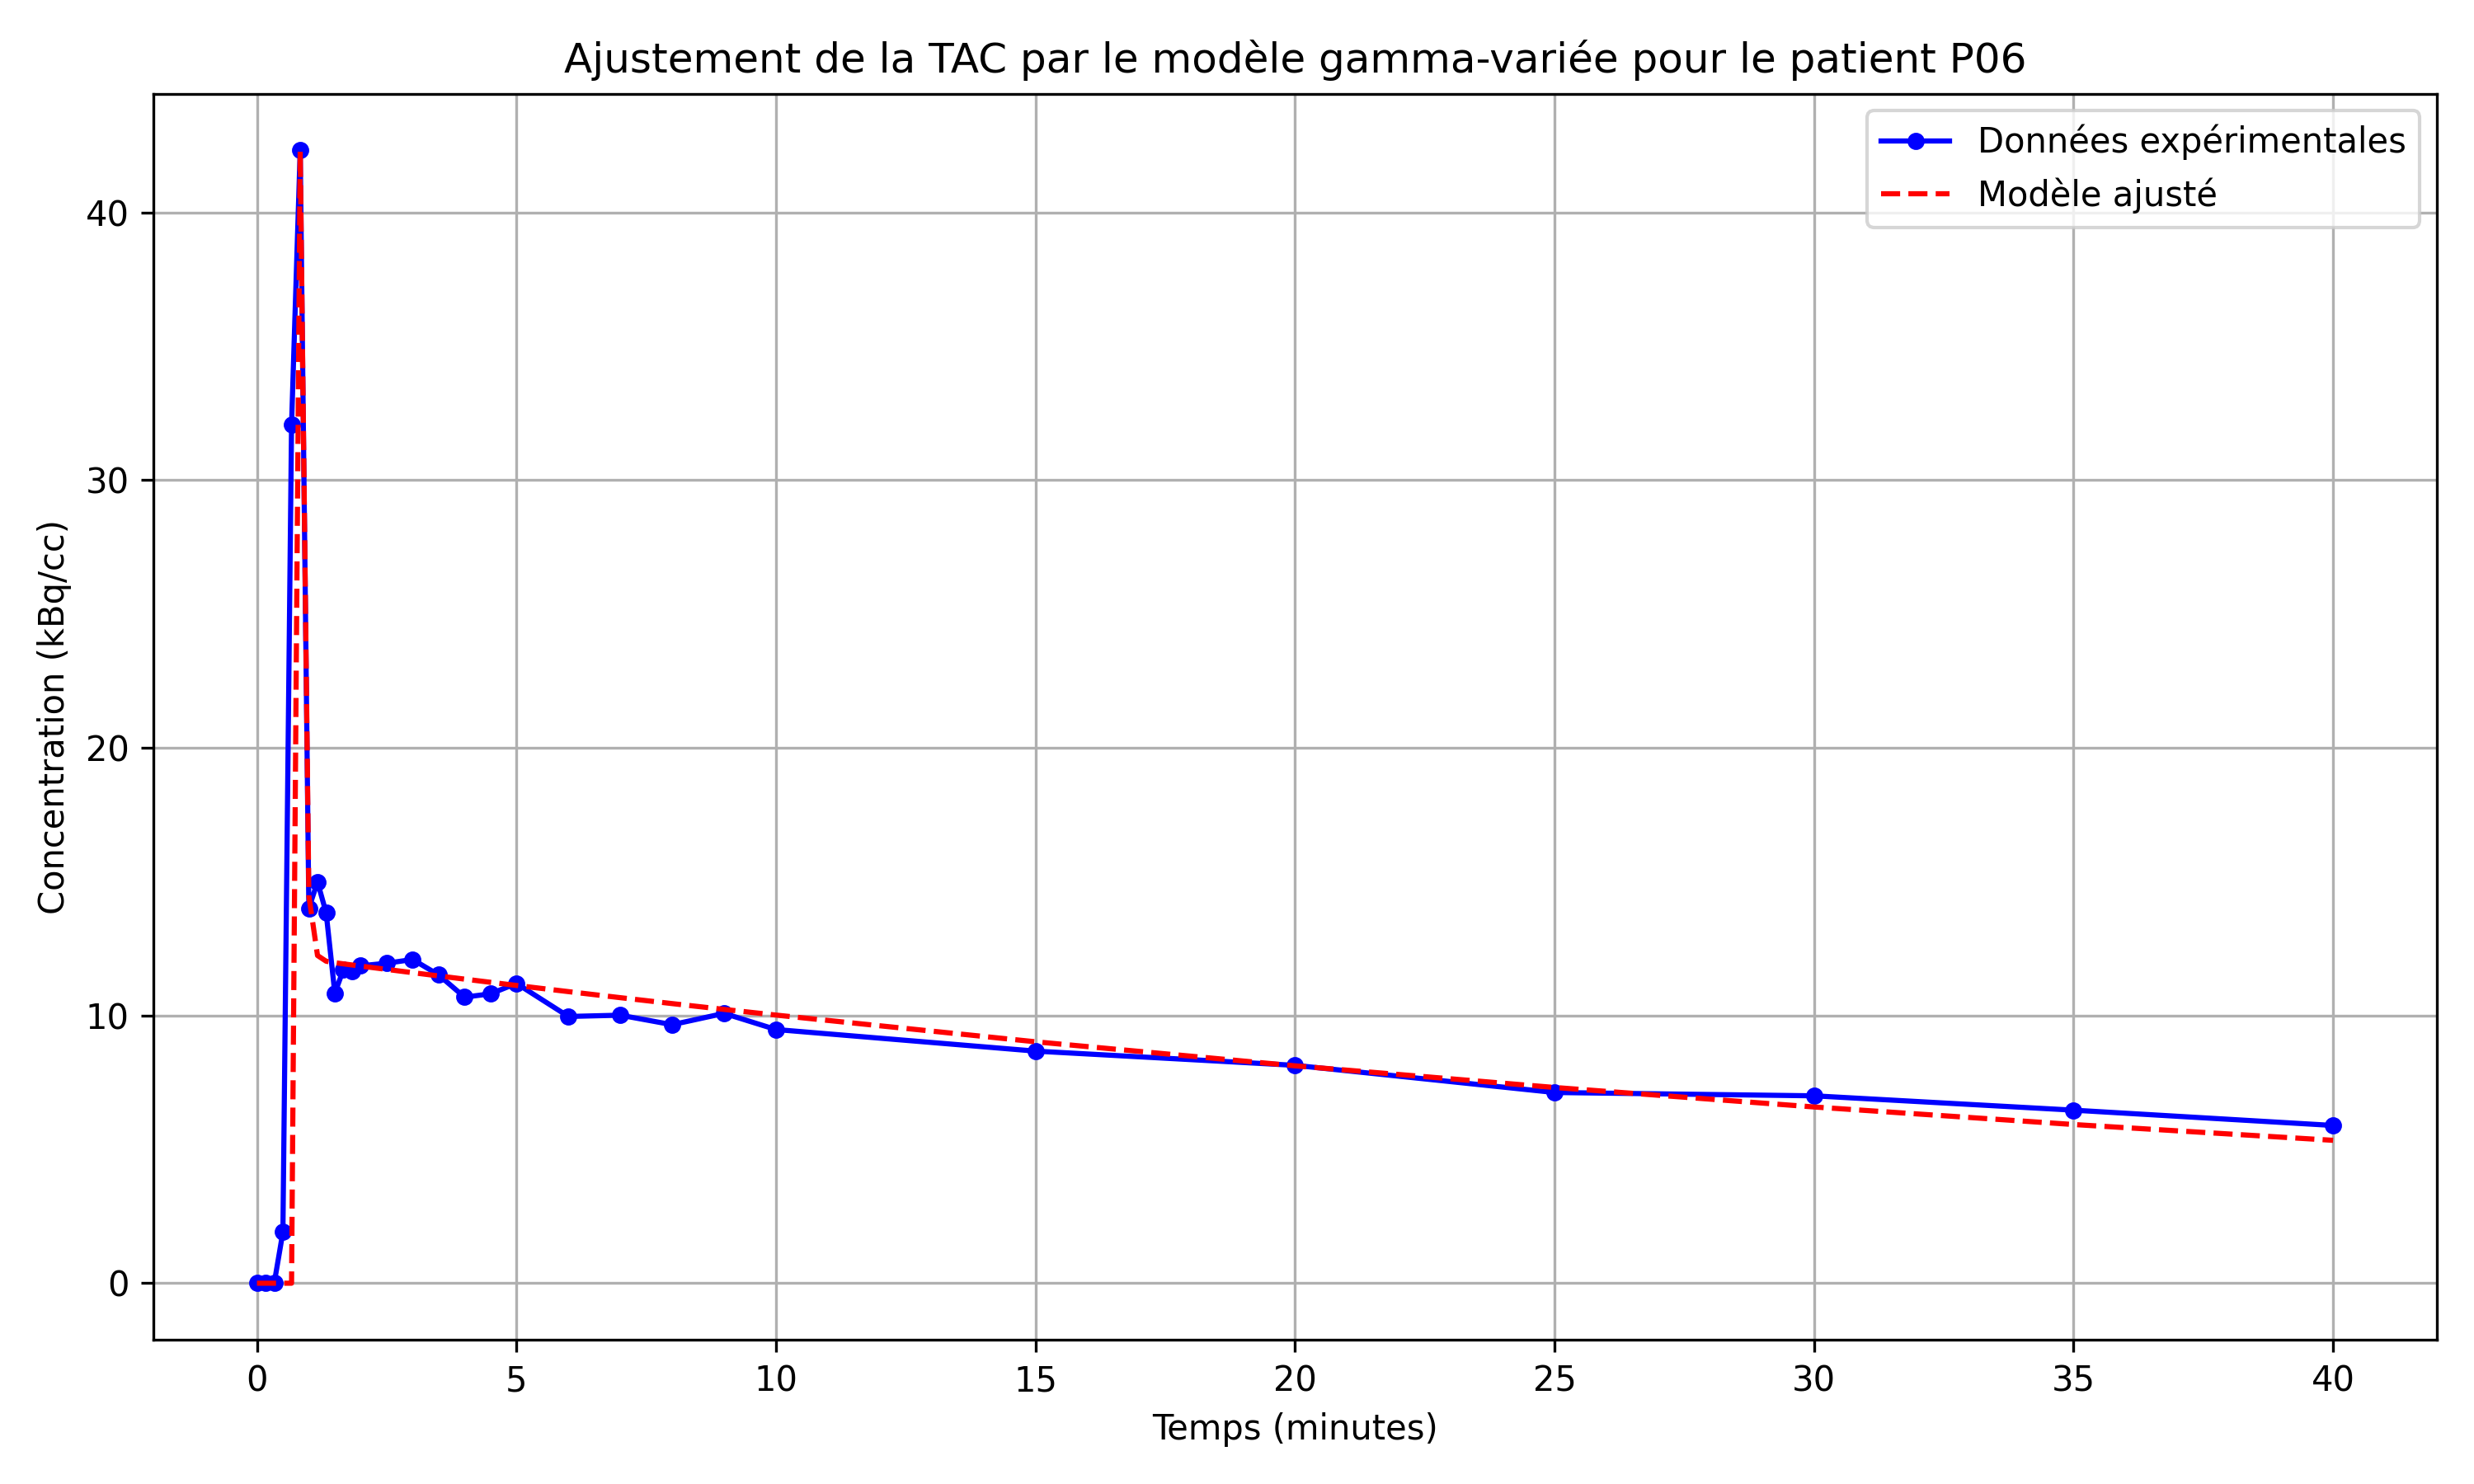 Ajustement de la TAC par le modèle gamma-variée pour le patient P06
Données expérimentales
Modèle ajusté
Concentration (kBq/cc)
40
30
20
10
0
0 5 10 15 20 25 30 35 40
Temps (minutes)